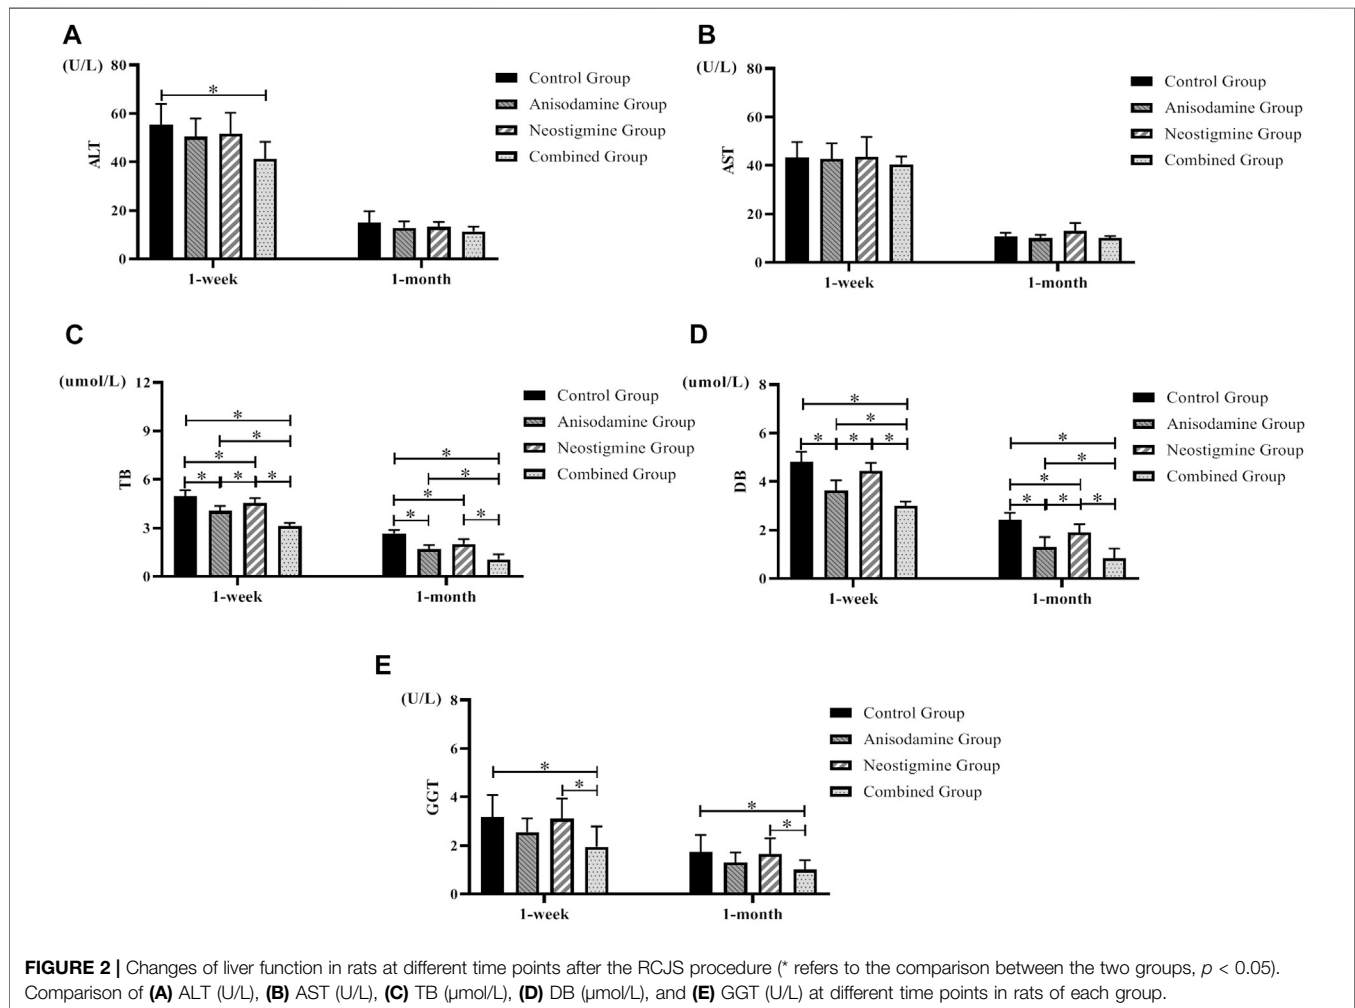 A
(U/L)
80
60
40
20
0
ALT
*
1-week
1-month
Control Group
Anisodamine Group
Neostigmine Group
Combined Group
B
(U/L)
80
60
40
20
0
AST
1-week
1-month
Control Group
Anisodamine Group
Neostigmine Group
Combined Group
C
(umol/L)
12
9
6
3
0
TB
*
*
*
* * *
*
*
*
* *
1-week
1-month
Control Group
Anisodamine Group
Neostigmine Group
Combined Group
D
(umol/L)
8
6
4
2
0
DB
*
*
* * *
*
*
*
* * *
1-week
1-month
Control Group
Anisodamine Group
Neostigmine Group
Combined Group
E
(U/L)
8
6
4
2
0
GGT
*
*
*
*
1-week
1-month
Control Group
Anisodamine Group
Neostigmine Group
Combined Group
FIGURE 2 | Changes of liver function in rats at different time points after the RCJS procedure (* refers to the comparison between the two groups, p < 0.05).
Comparison of (A) ALT (U/L), (B) AST (U/L), (C) TB (μmol/L), (D) DB (μmol/L), and (E) GGT (U/L) at different time points in rats of each group.